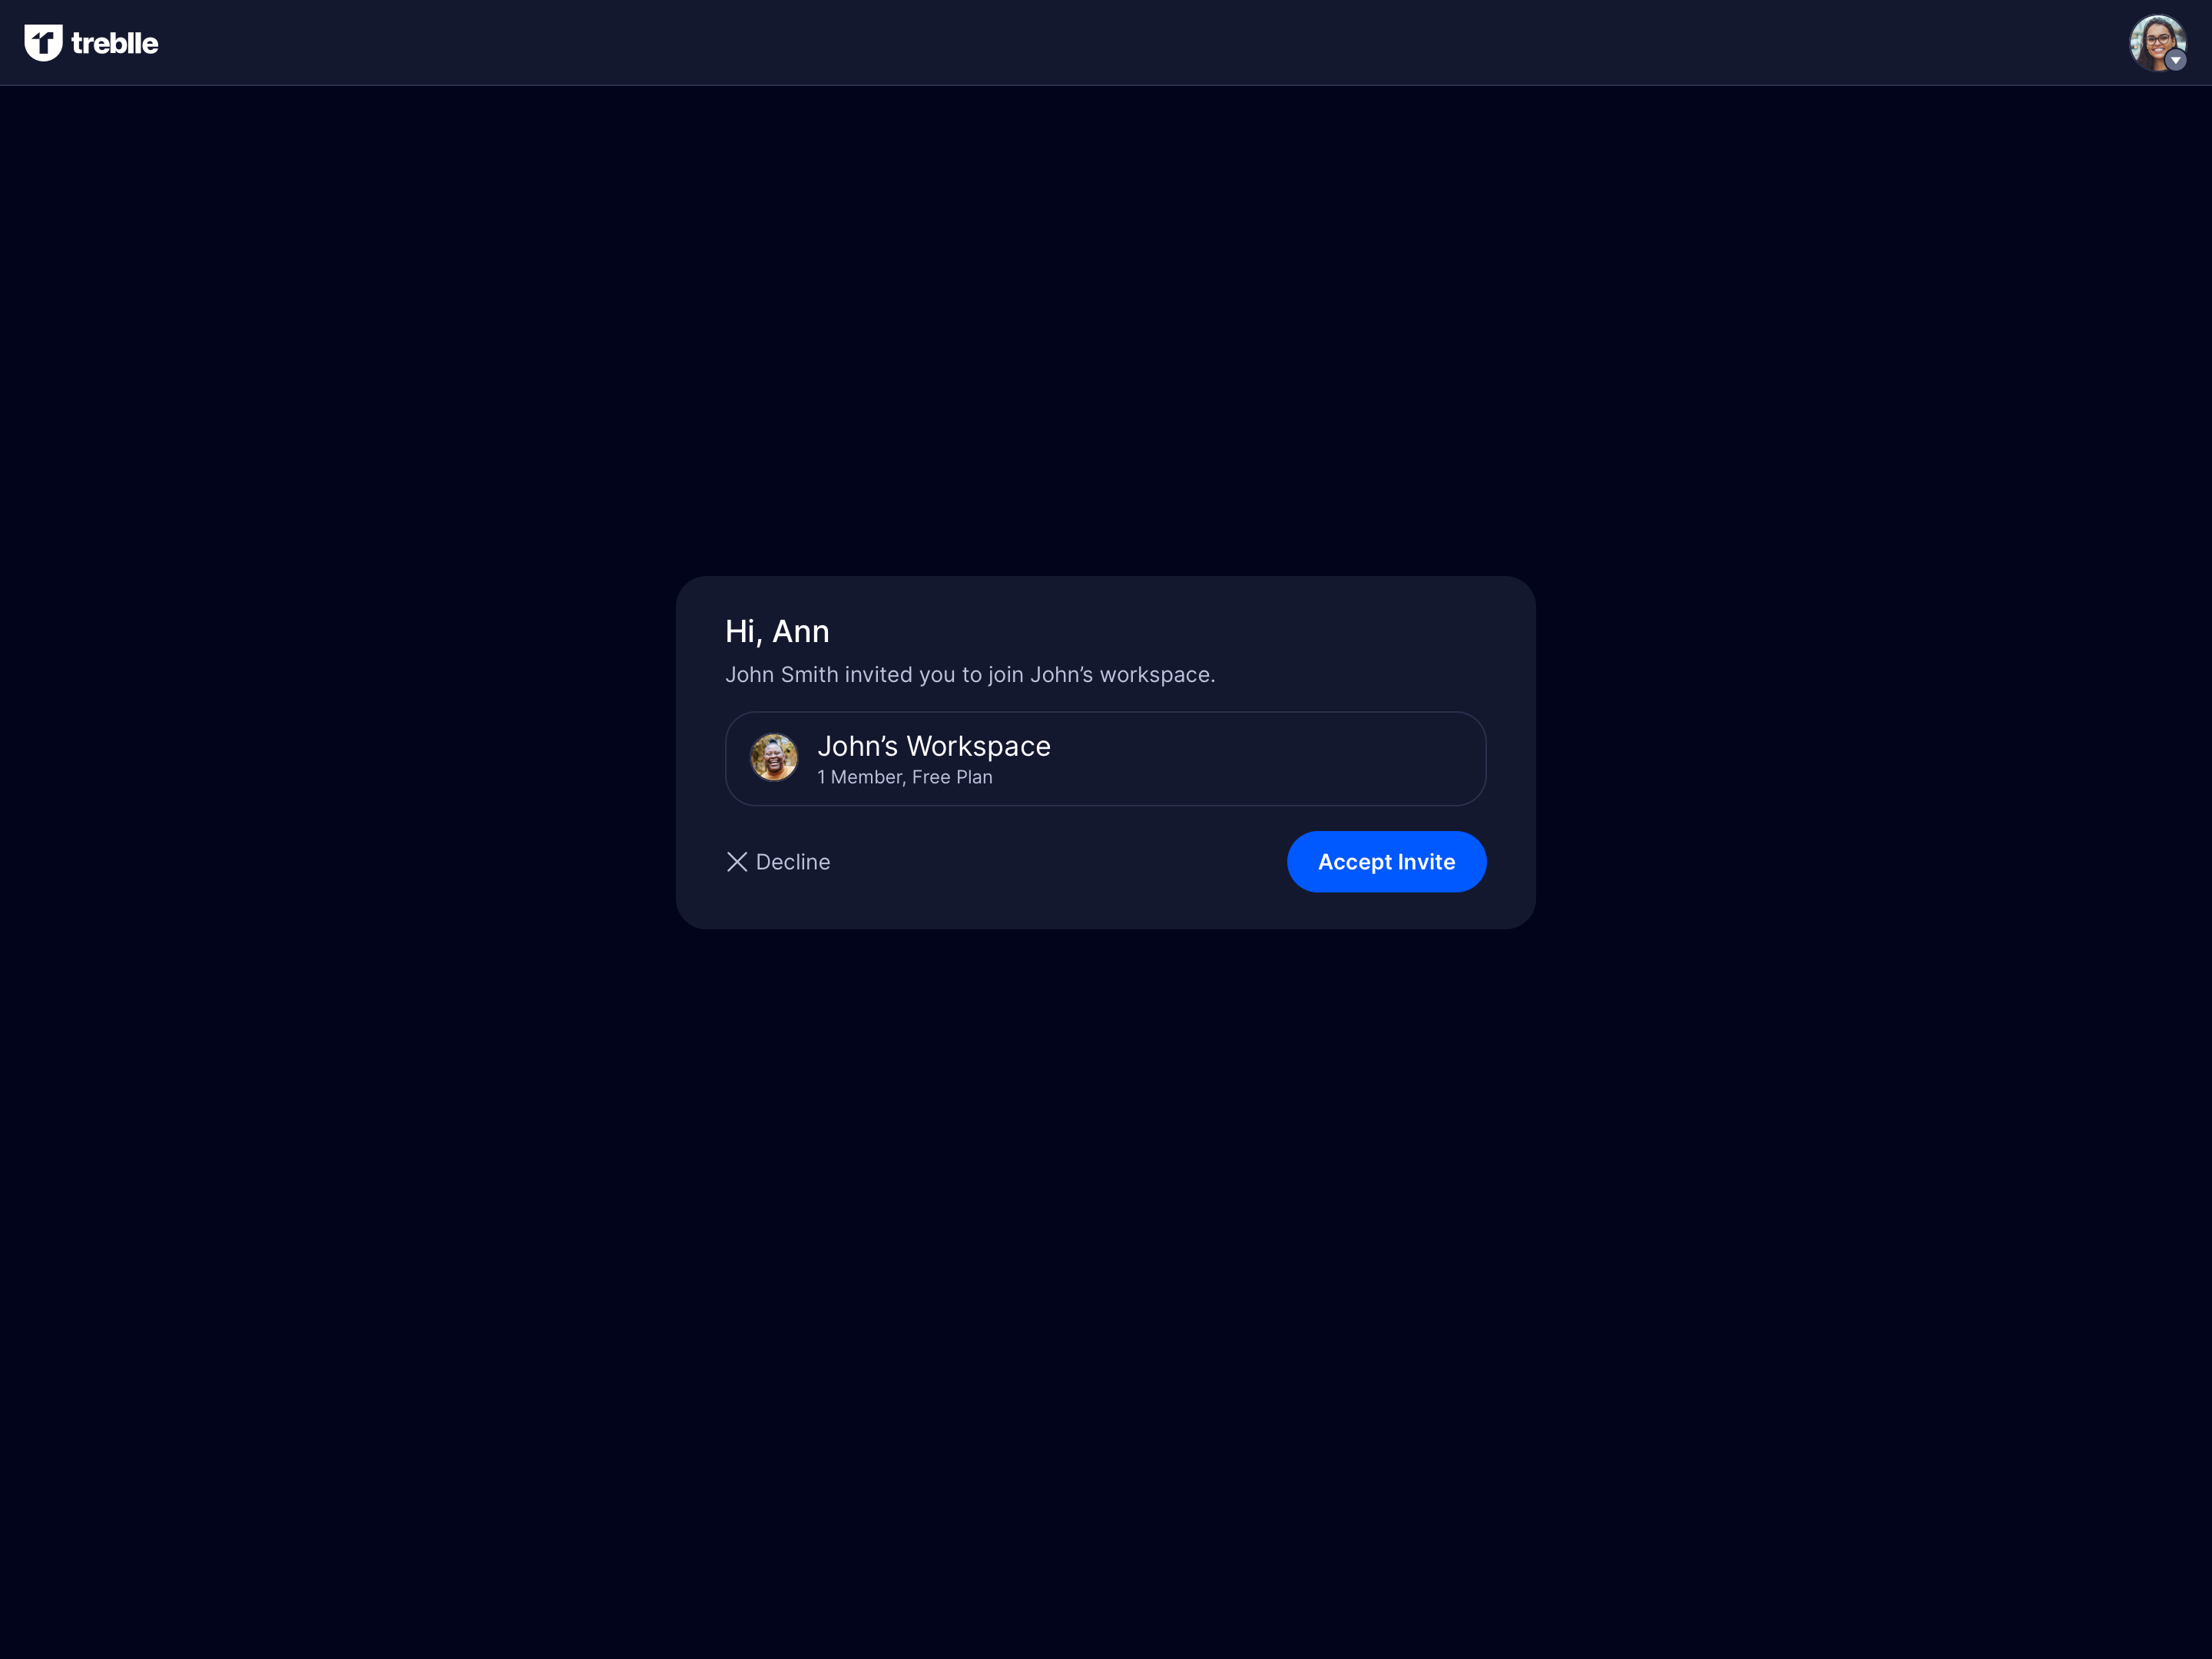 treblle
Hi, Ann
John Smith invited you to join John’s workspace.
John’s Workspace
1 Member, Free Plan
Decline
Accept Invite